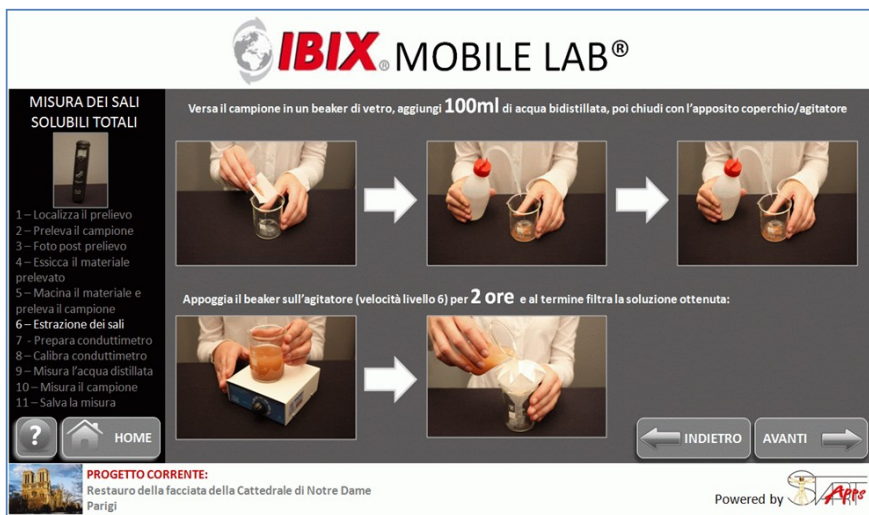 IBIX® MOBILE LAB®
MISURA DEI SALI
SOLUBILI TOTALI
1 – Localizza il prelievo
2 – Preleva il campione
3 – Foto post prelievo
4 – Essicca il materiale
prelevato
5 – Macina il materiale e
preleva il campione
6 – Estrazione dei sali
7 - Prepara conduttimetro
8 – Calibra conduttimetro
9 – Misura l'acqua distillata
10 – Misura il campione
11 – Salva la misura
? HOME
Versa il campione in un beaker di vetro, aggiungi 100ml di acqua bidistillata, poi chiudi con l'apposito coperchio/agitatore
Appoggia il beaker sull'agitatore (velocità livello 6) per 2 ore e al termine filtra la soluzione ottenuta:
INDIETRO AVANTI
PROGETTO CORRENTE:
Restauro della facciata della Cattedrale di Notre Dame
Parigi
Powered by START Apps